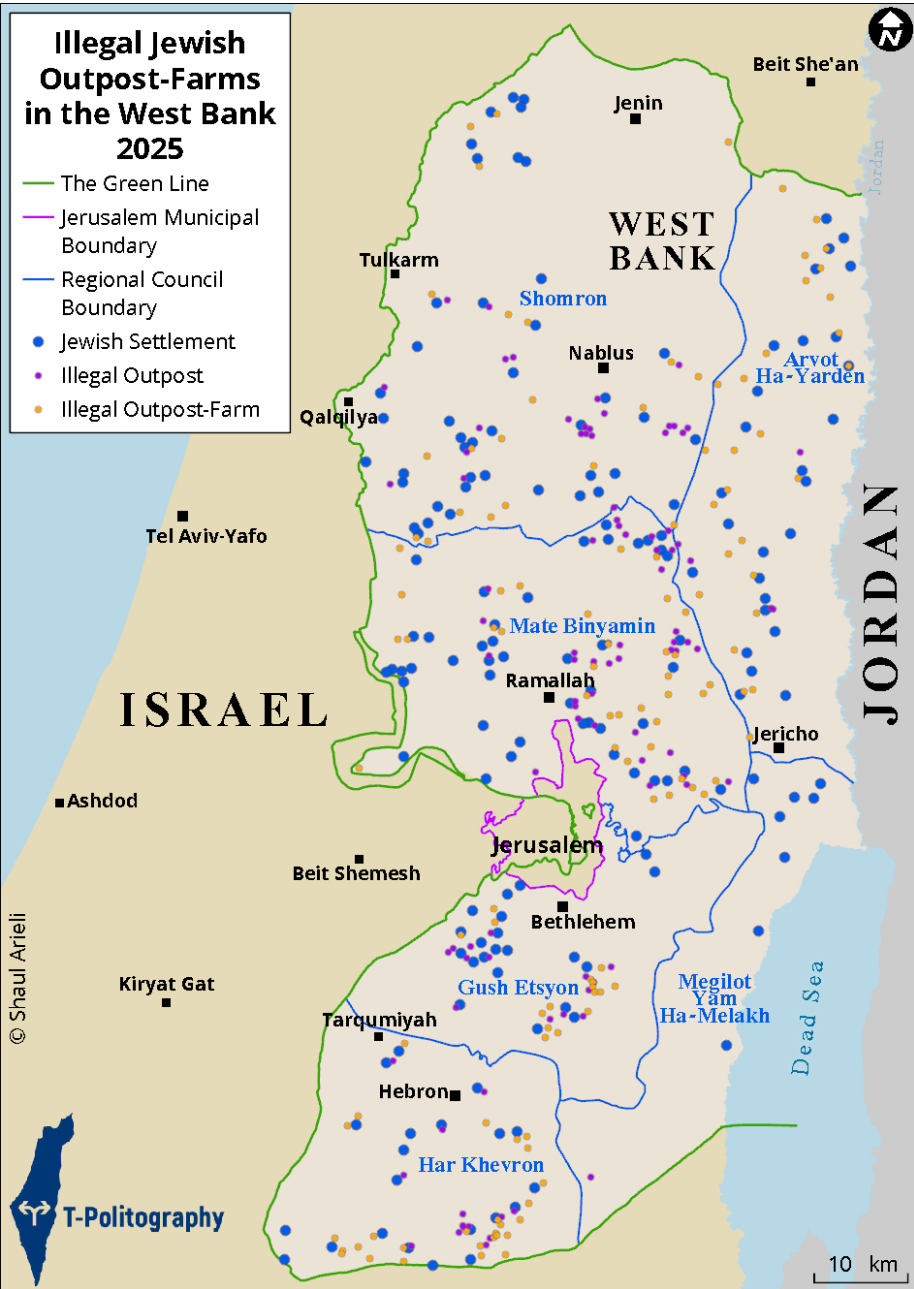 Illegal Jewish
Outpost-Farms
in the West Bank
2025
The Green Line
Jerusalem Municipal
Boundary
Regional Council
Boundary
Jewish Settlement
Illegal Outpost
Illegal Outpost-Farm
N
Beit She'an
Jenin
Jordan
WEST
BANK
Tulkarm
Shomron
Nablus
Arvot
Ha-Yarden
Qalqilya
Tel Aviv-Yafo
JORDAN
Mate Binyamin
Ramallah
ISRAEL
Jericho
Ashdod
Jerusalem
Beit Shemesh
Bethlehem
© Shaul Arieli
Kiryat Gat
Gush Etsyon
Megilot
Yam
Ha-Melakh
Dead Sea
Tarqumiyah
Hebron
Har Khevron
T-Politography
10 km